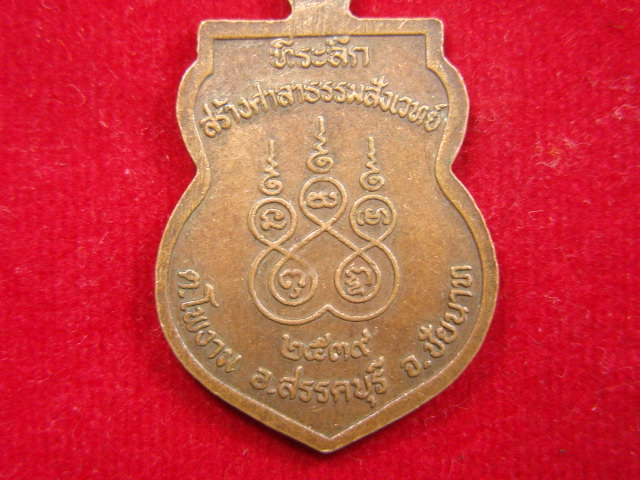 ที่ระลึก
สร้างศาลาธรรมสังเวทย์
๒๕๓๙
ต.โพงาม อ.สรรคบุรี จ.ชัยนาท